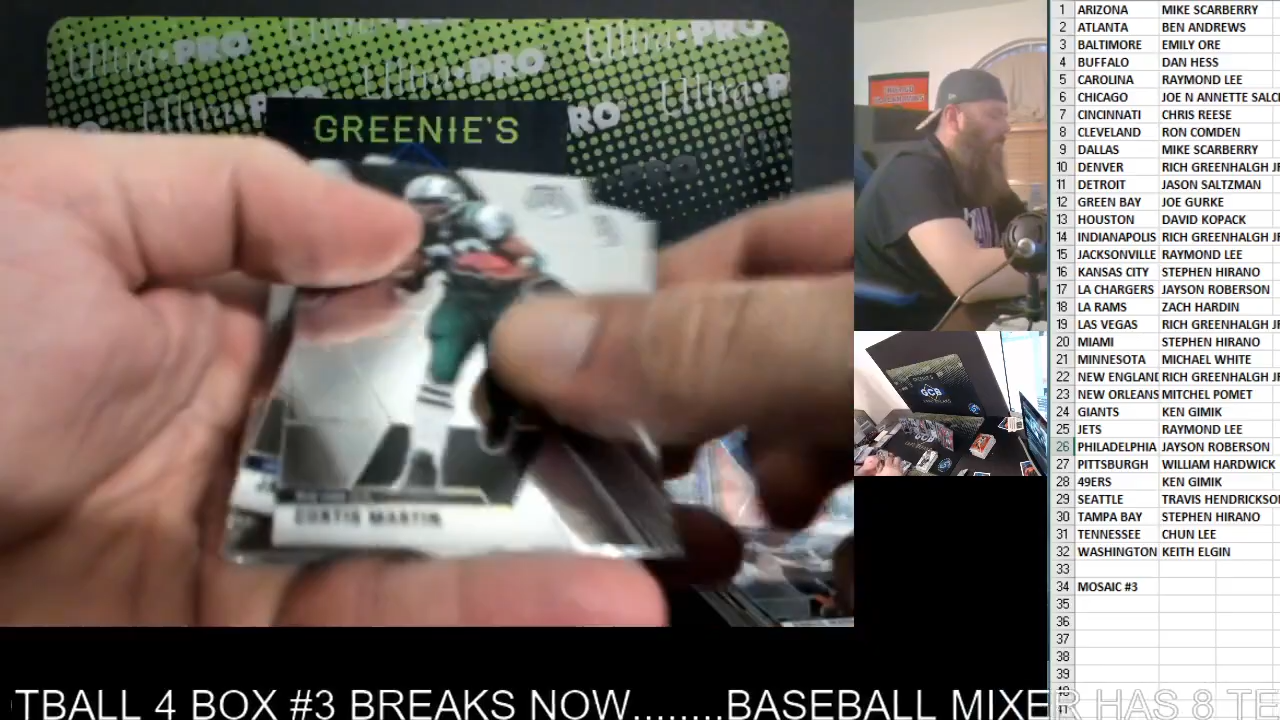 Ultra·PRO
Ultra·PRO
Ultra·PRO
GREENIE'S
CURTIS MARTIN
GCB
1 ARIZONA MIKE SCARBERRY
2 ATLANTA BEN ANDREWS
3 BALTIMORE EMILY ORE
4 BUFFALO DAN HESS
5 CAROLINA RAYMOND LEE
6 CHICAGO JOE N ANNETTE SALCI
7 CINCINNATI CHRIS REESE
8 CLEVELAND RON COMDEN
9 DALLAS MIKE SCARBERRY
10 DENVER RICH GREENHALGH JR
11 DETROIT JASON SALTZMAN
12 GREEN BAY JOE GURKE
13 HOUSTON DAVID KOPACK
14 INDIANAPOLIS RICH GREENHALGH JR
15 JACKSONVILLE RAYMOND LEE
16 KANSAS CITY STEPHEN HIRANO
17 LA CHARGERS JAYSON ROBERSON
18 LA RAMS ZACH HARDIN
19 LAS VEGAS RICH GREENHALGH JR
20 MIAMI STEPHEN HIRANO
21 MINNESOTA MICHAEL WHITE
22 NEW ENGLAND RICH GREENHALGH JR
23 NEW ORLEANS MITCHEL POMET
24 GIANTS KEN GIMIK
25 JETS RAYMOND LEE
26 PHILADELPHIA JAYSON ROBERSON
27 PITTSBURGH WILLIAM HARDWICK
28 49ERS KEN GIMIK
29 SEATTLE TRAVIS HENDRICKSO
30 TAMPA BAY STEPHEN HIRANO
31 TENNESSEE CHUN LEE
32 WASHINGTON KEITH ELGIN
33
34 MOSAIC #3
35
36
37
38
39
TBALL 4 BOX #3 BREAKS NOW........BASEBALL MIXER HAS 8 TE